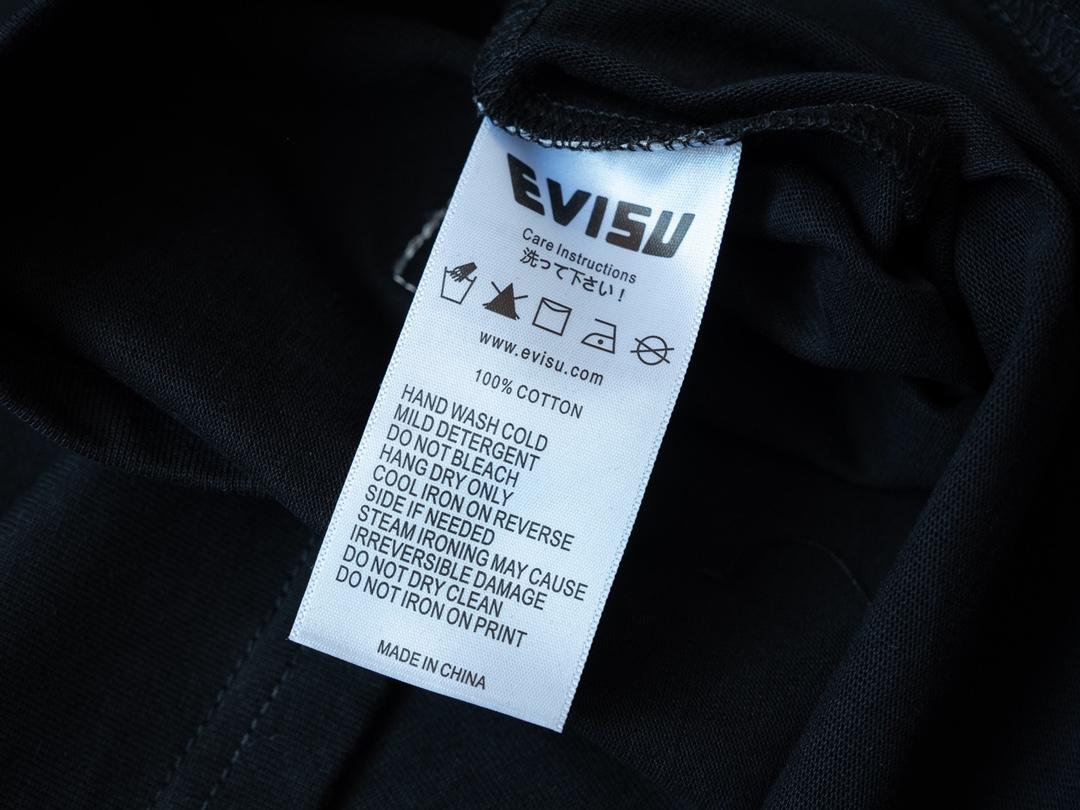 EVISU
Care Instructions
洗って下さい！
www.evisu.com
100% COTTON
HAND WASH COLD
MILD DETERGENT
DO NOT BLEACH
HANG DRY ONLY
COOL IRON ON REVERSE
SIDE IF NEEDED
STEAM IRONING MAY CAUSE
IRREVERSIBLE DAMAGE
DO NOT DRY CLEAN
DO NOT IRON ON PRINT
MADE IN CHINA